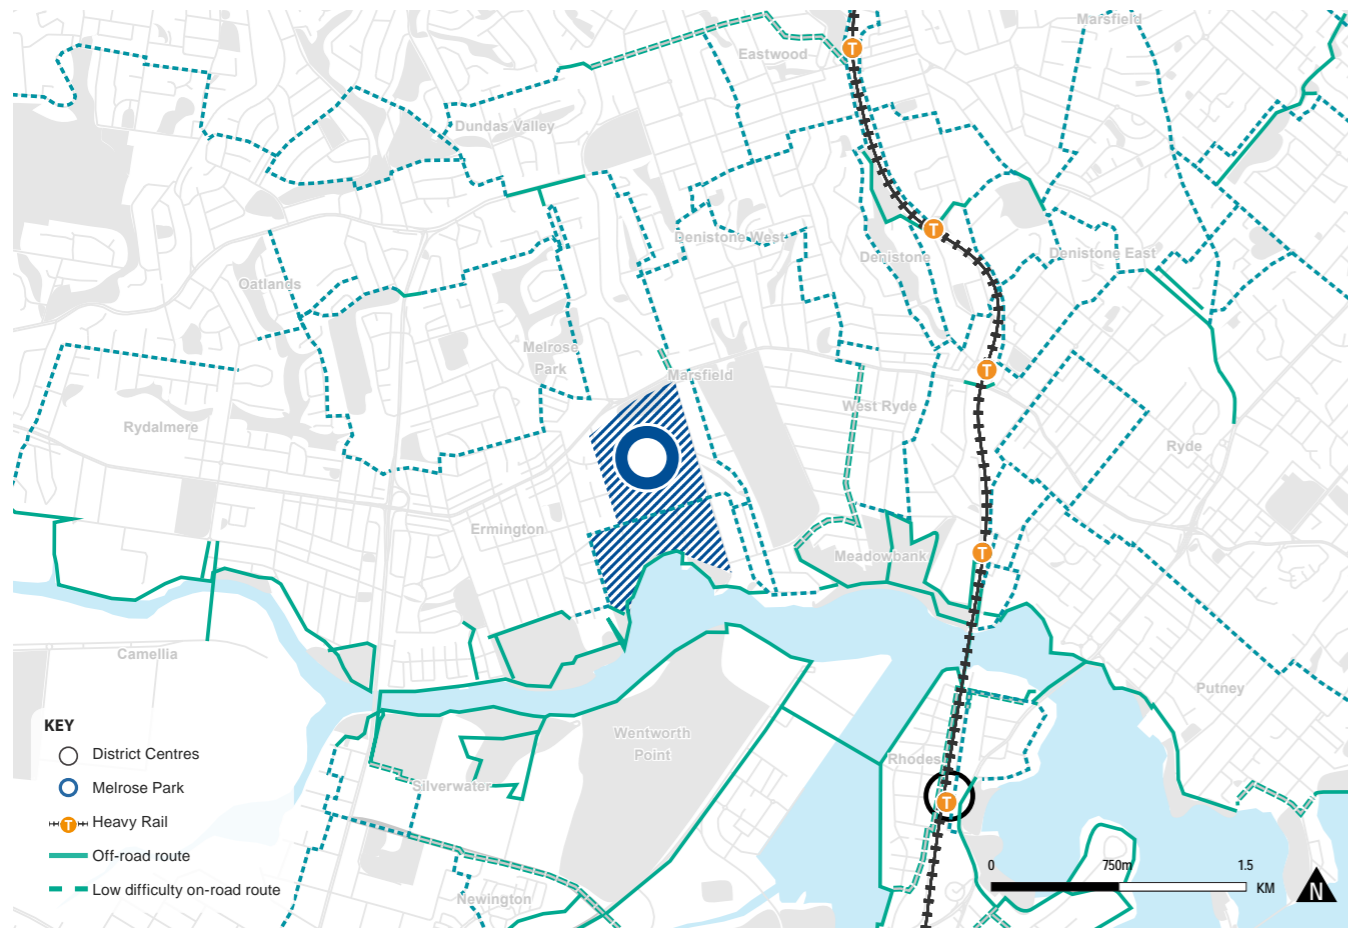 Marsfield
Eastwood
T
Dundas Valley
T
Denistone West
Denistone
Denistone East
Oatlands
Melrose
Park
Marsfield
T
West Ryde
Rydalmere
Ryde
Ermington
T
Meadowbank
Camellia
Putney
Wentworth
Point
Rhodes
Silverwater
T
Newington
KEY
District Centres
Melrose Park
T
Heavy Rail
Off-road route
Low difficulty on-road route
0
750m
1.5
KM
N